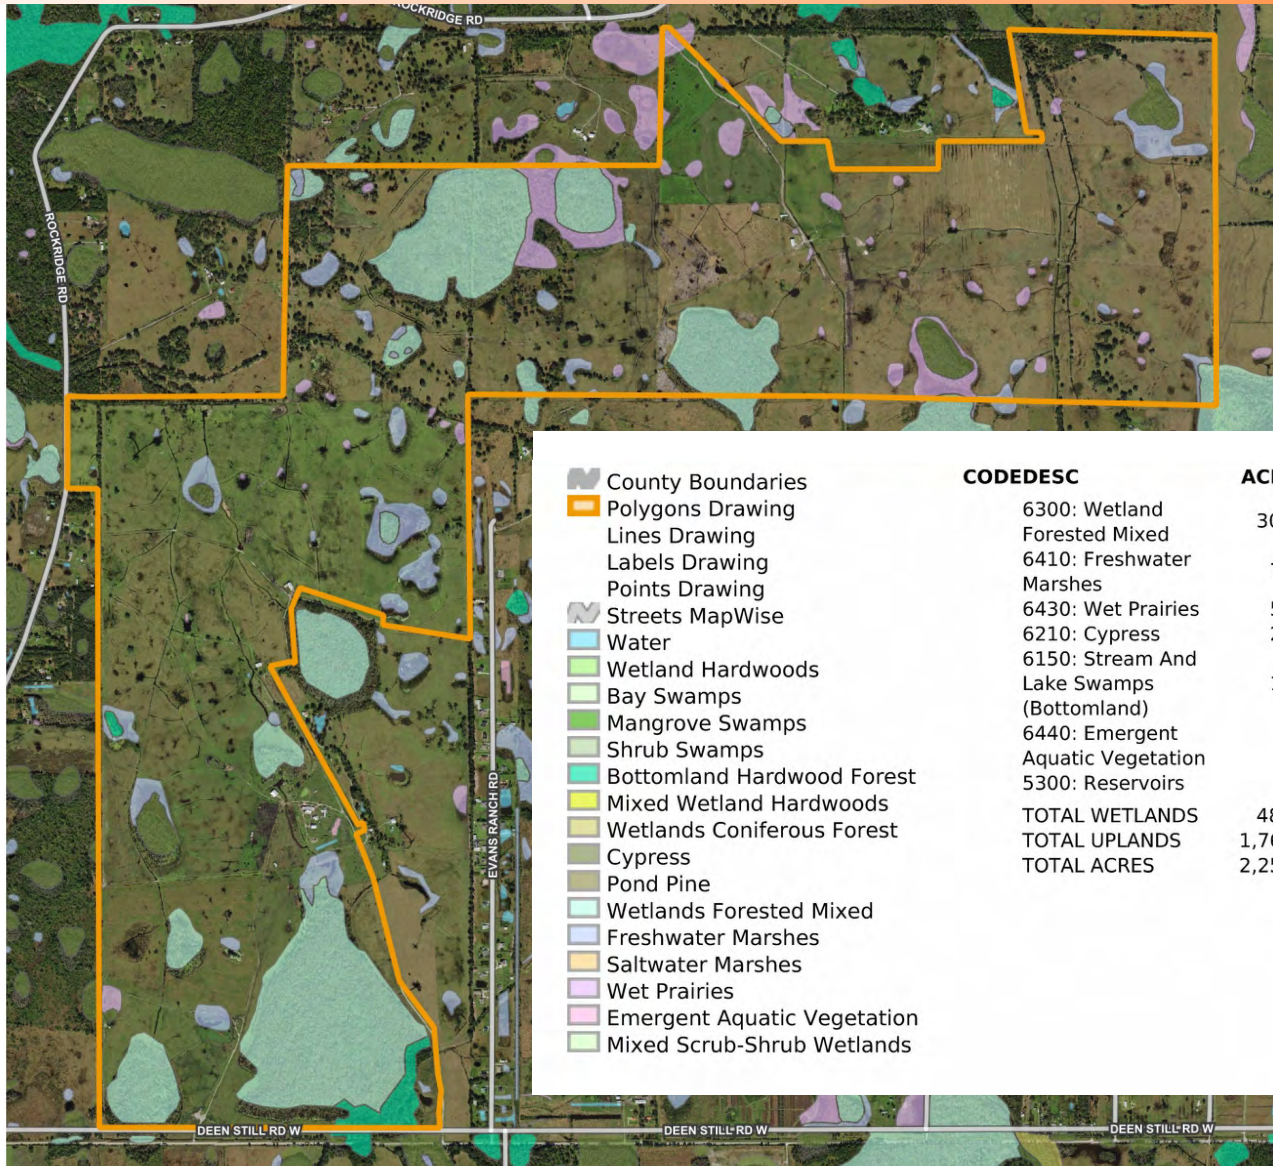 ROCKRIDGE RD
ROCKRIDGE RD
EVANS RANCH RD
DEEN STILL RD W
DEEN STILL RD W
DEEN STILL RD W
County Boundaries
Polygons Drawing
Lines Drawing
Labels Drawing
Points Drawing
Streets MapWise
Water
Wetland Hardwoods
Bay Swamps
Mangrove Swamps
Shrub Swamps
Bottomland Hardwood Forest
Mixed Wetland Hardwoods
Wetlands Coniferous Forest
Cypress
Pond Pine
Wetlands Forested Mixed
Freshwater Marshes
Saltwater Marshes
Wet Prairies
Emergent Aquatic Vegetation
Mixed Scrub-Shrub Wetlands
CODEDESC
6300: Wetland
Forested Mixed
6410: Freshwater
Marshes
6430: Wet Prairies
6210: Cypress
6150: Stream And
Lake Swamps
(Bottomland)
6440: Emergent
Aquatic Vegetation
5300: Reservoirs
TOTAL WETLANDS
TOTAL UPLANDS
TOTAL ACRES